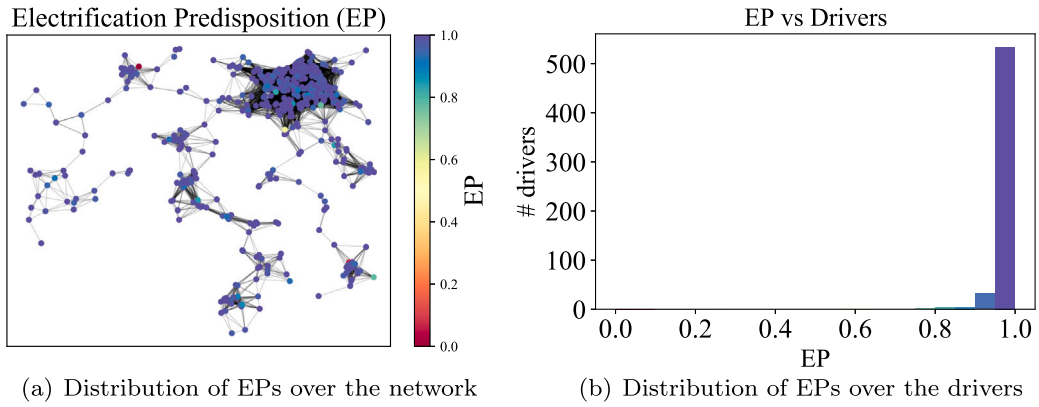 Electrification Predisposition (EP)
1.0
0.8
0.6
0.4
0.2
0.0
EP
(a) Distribution of EPs over the network
EP vs Drivers
500
400
300
200
100
0
# drivers
0.0 0.2 0.4 0.6 0.8 1.0
EP
(b) Distribution of EPs over the drivers